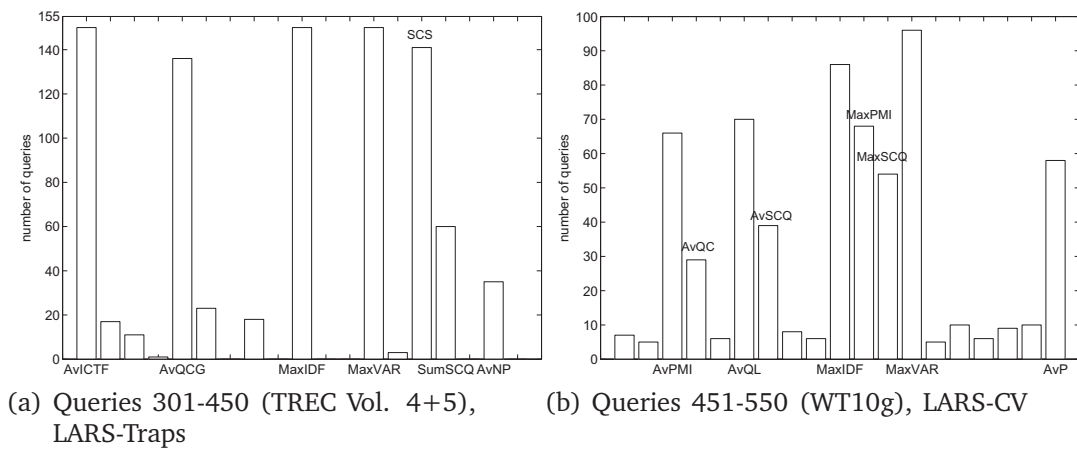 155
140
120
100
80
60
40
20
0
number of queries
SCS
AvICTF AvQCG MaxIDF MaxVAR SumSCQ AvNP
(a) Queries 301-450 (TREC Vol. 4+5),
LARS-Traps
100
90
80
70
60
50
40
30
20
10
0
number of queries
MaxPMI
MaxSCQ
AvSCQ
AvQC
AvPMI AvQL MaxIDF MaxVAR AvP
(b) Queries 451-550 (WT10g), LARS-CV